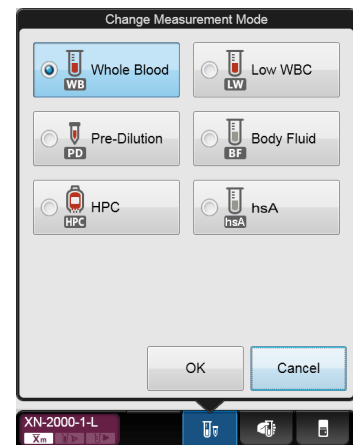 Change Measurement Mode
WB Whole Blood
LW Low WBC
PD Pre-Dilution
BF Body Fluid
HPC HPC
hsA hsA
OK Cancel
XN-2000-1-L
Xm